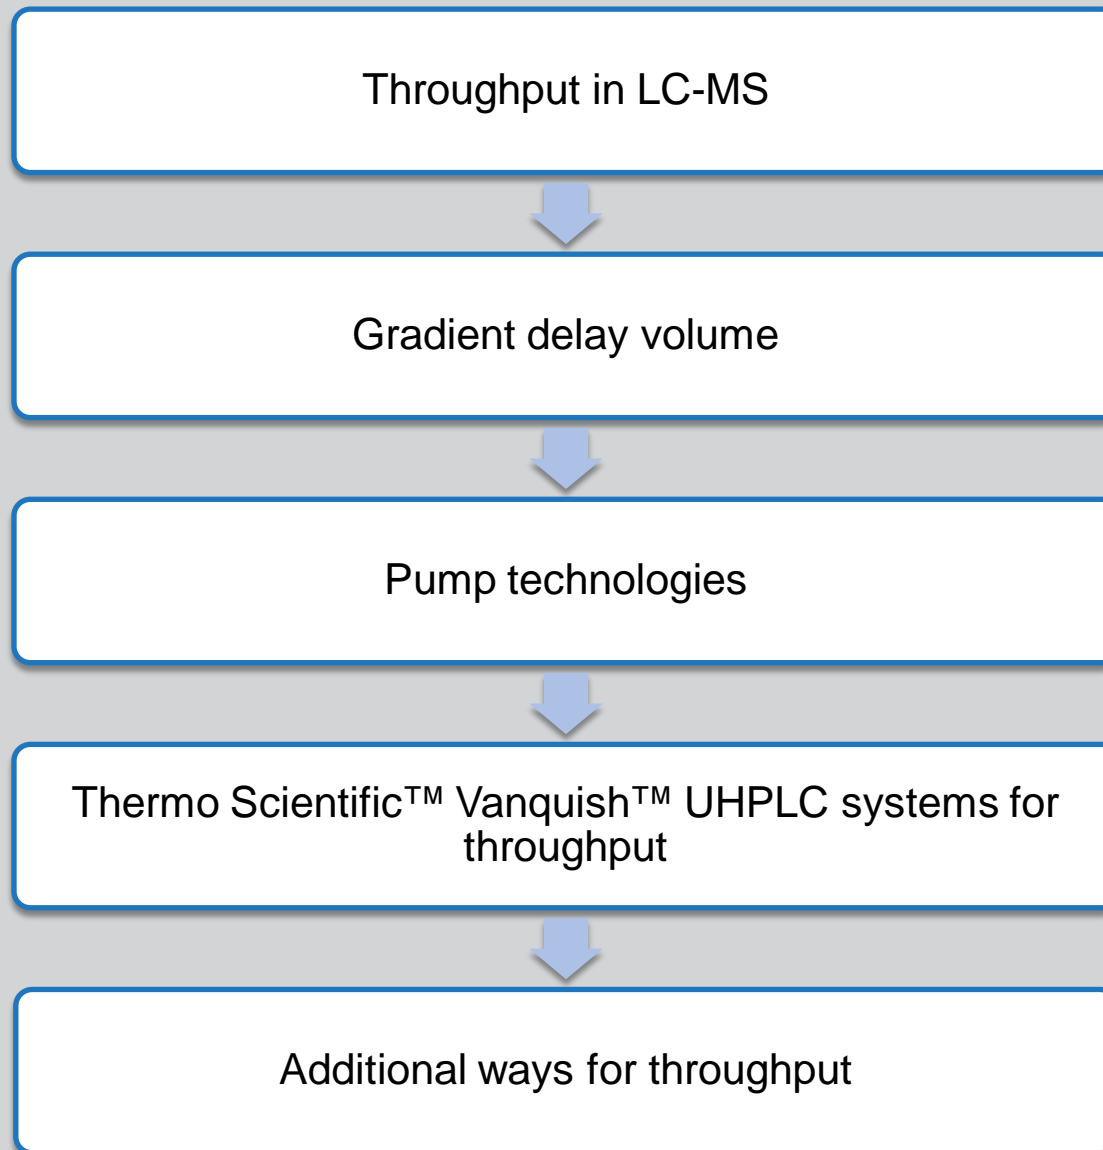 Throughput in LC-MS
Gradient delay volume
Pump technologies
Thermo Scientific™ Vanquish™ UHPLC systems for
throughput
Additional ways for throughput